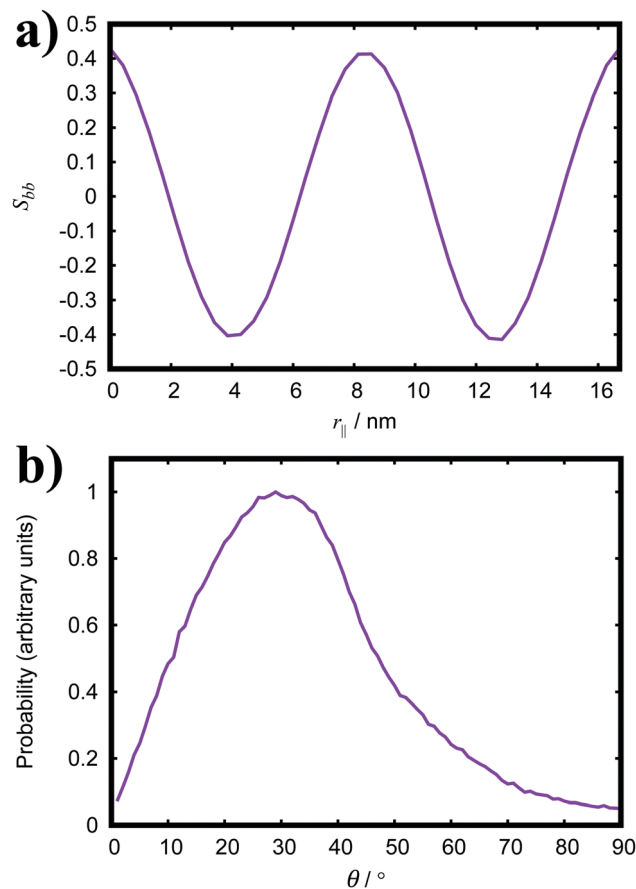 a)
0.5
0.4
0.3
0.2
0.1
0
-0.1
-0.2
-0.3
-0.4
-0.5
S_bb
0 2 4 6 8 10 12 14 16
r_|| / nm
b)
1
0.8
0.6
0.4
0.2
0
Probability (arbitrary units)
0 10 20 30 40 50 60 70 80 90
θ / °